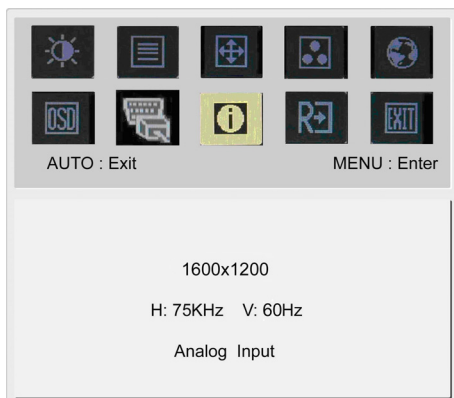 OSD
i
R
EXIT
AUTO : Exit MENU : Enter
1600x1200
H: 75KHz V: 60Hz
Analog Input